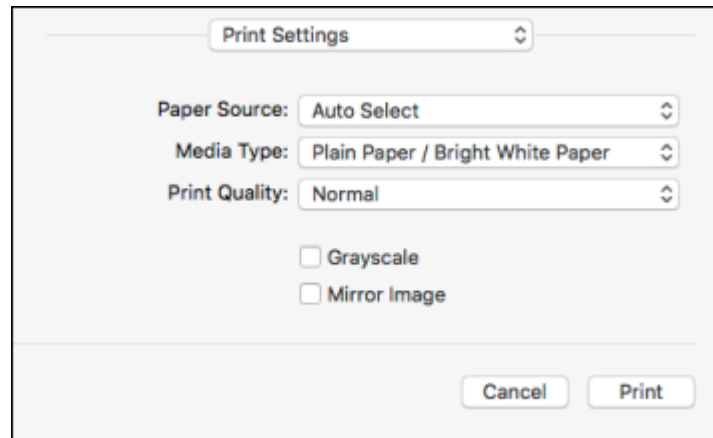 Print Settings
Paper Source: Auto Select
Media Type: Plain Paper / Bright White Paper
Print Quality: Normal
Grayscale
Mirror Image
Cancel Print